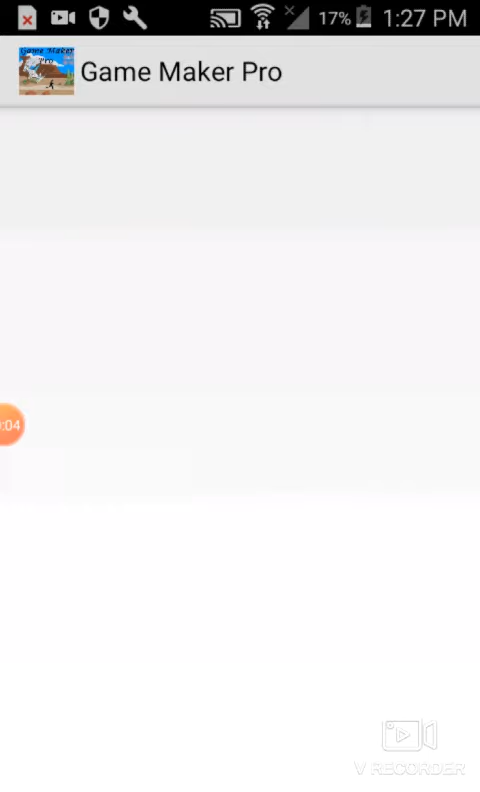 17% 1:27 PM
Game Maker
Pro
Game Maker Pro
:04
V RECORDER